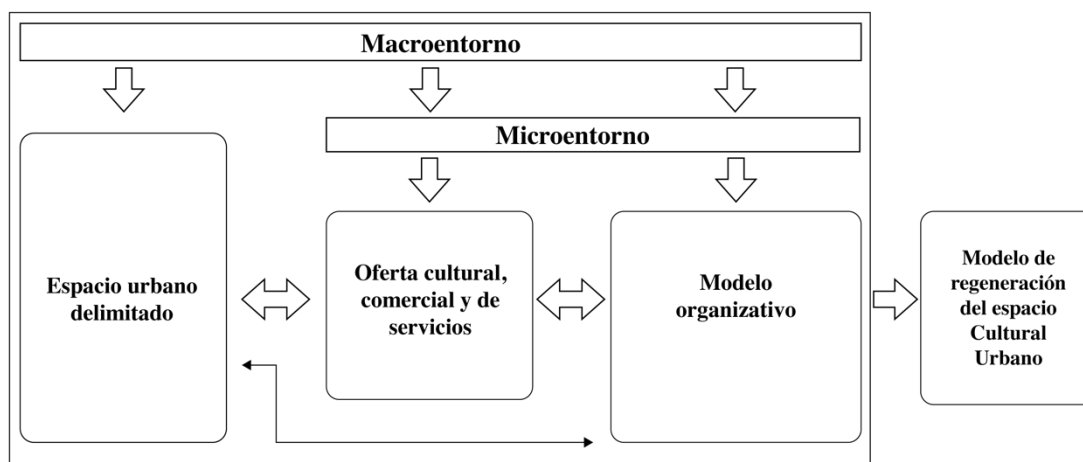 Macroentorno
Microentorno
Espacio urbano
delimitado
Oferta cultural,
comercial y de
servicios
Modelo
organizativo
Modelo de
regeneración
del espacio
Cultural
Urbano